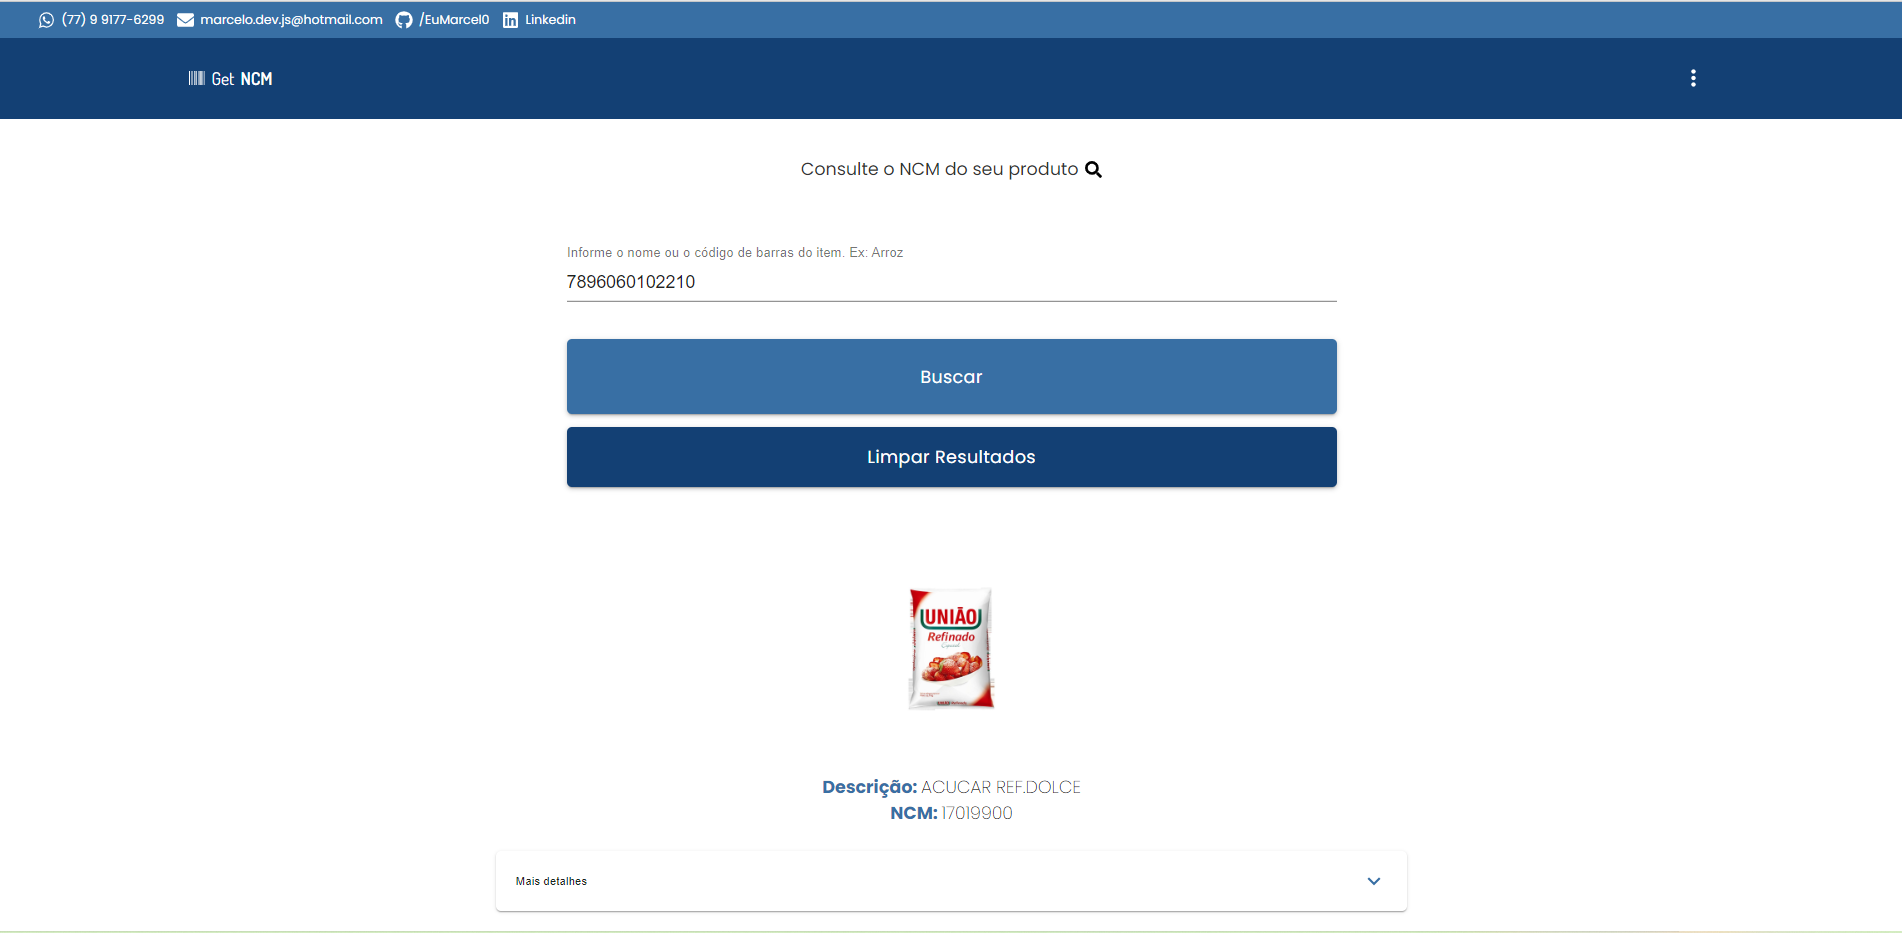 (77) 9 9177-6299 marcelo.dev.js@hotmail.com /EuMarcel0 Linkedin
Get NCM
Consulte o NCM do seu produto
Informe o nome ou o código de barras do item. Ex: Arroz
7896060102210
Buscar
Limpar Resultados
UNIÃO
Refinado
Especial
Descrição: ACUCAR REF.DOLCE
NCM: 17019900
Mais detalhes